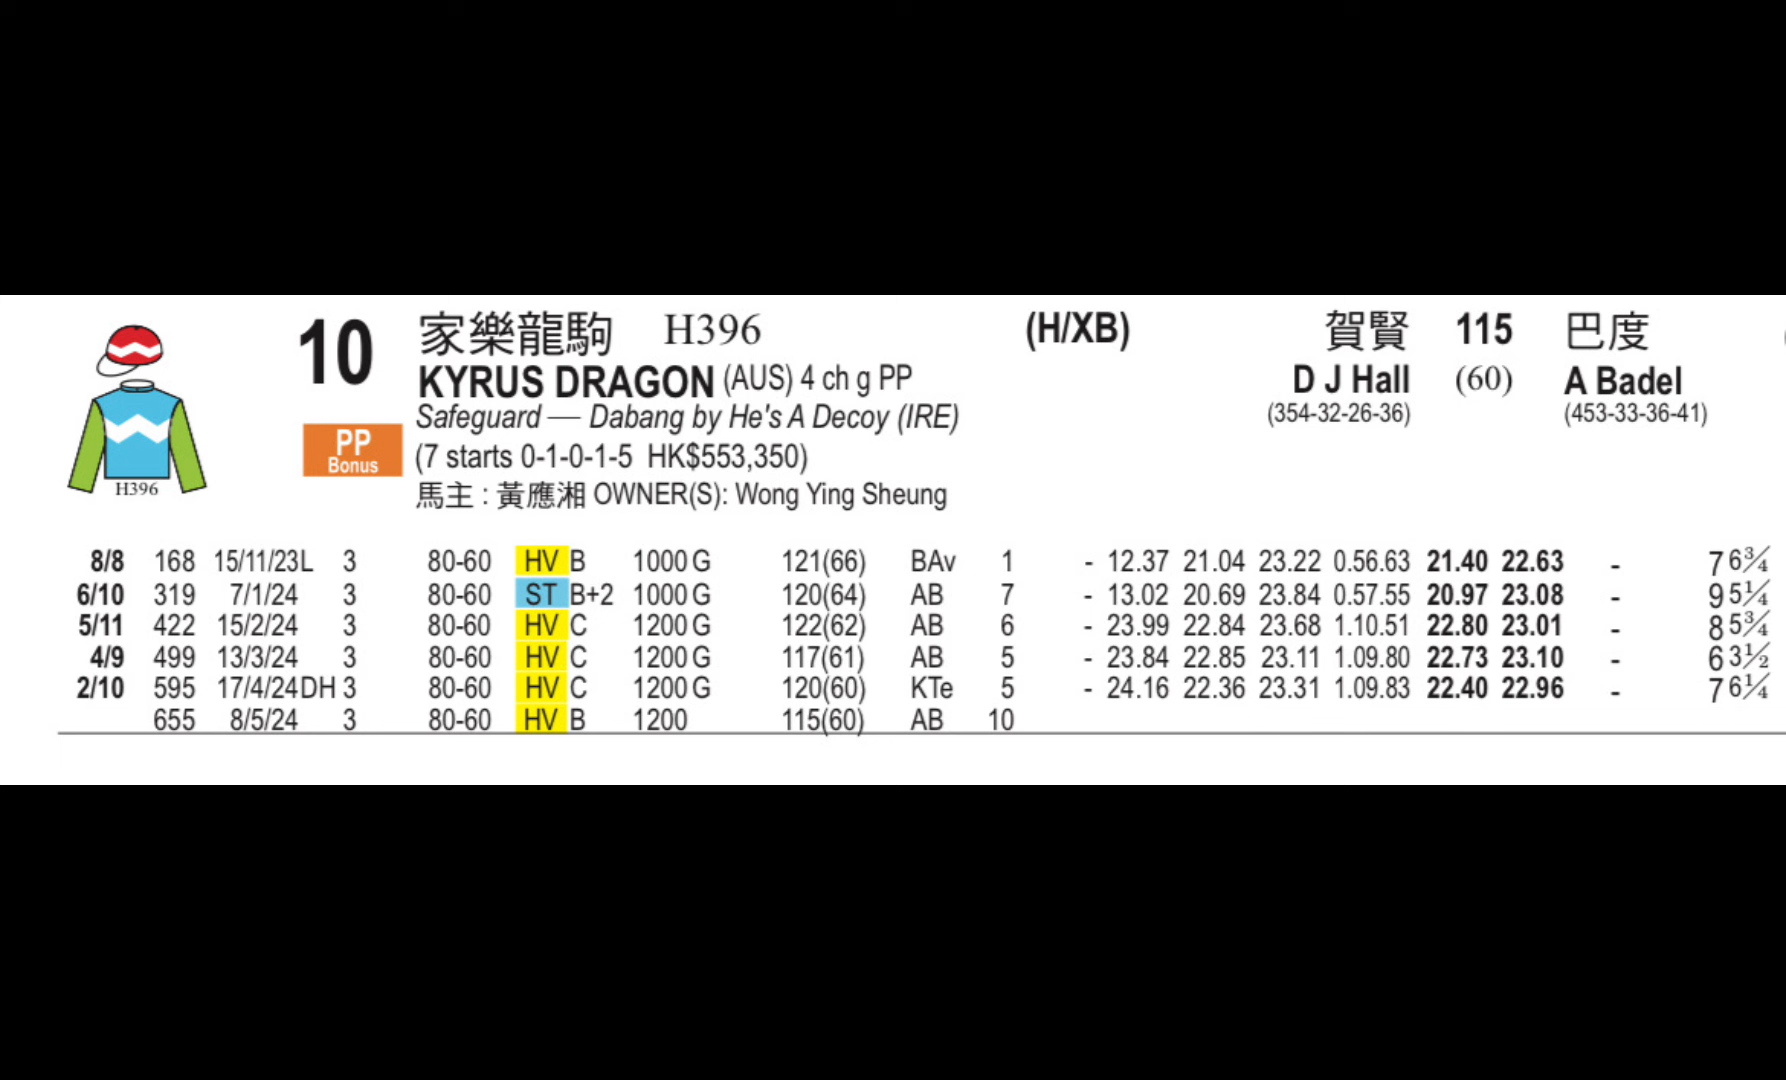 10 家樂龍駒 H396 (H/XB) 賀賢 115 巴度
KYRUS DRAGON (AUS) 4 ch g PP D J Hall (60) A Badel
Safeguard — Dabang by He's A Decoy (IRE) (354-32-26-36) (453-33-36-41)
PP
Bonus
(7 starts 0-1-0-1-5 HK$553,350)
H396
馬主 : 黃應湘 OWNER(S): Wong Ying Sheung
8/8 168 15/11/23L 3 80-60 HV B 1000 G 121(66) BAv 1 - 12.37 21.04 23.22 0.56.63 21.40 22.63 - 7 6¾
6/10 319 7/1/24 3 80-60 ST B+2 1000 G 120(64) AB 7 - 13.02 20.69 23.84 0.57.55 20.97 23.08 - 9 5¼
5/11 422 15/2/24 3 80-60 HV C 1200 G 122(62) AB 6 - 23.99 22.84 23.68 1.10.51 22.80 23.01 - 8 5¾
4/9 499 13/3/24 3 80-60 HV C 1200 G 117(61) AB 5 - 23.84 22.85 23.11 1.09.80 22.73 23.10 - 6 3½
2/10 595 17/4/24DH 3 80-60 HV C 1200 G 120(60) KTe 5 - 24.16 22.36 23.31 1.09.83 22.40 22.96 - 7 6¼
655 8/5/24 3 80-60 HV B 1200 115(60) AB 10